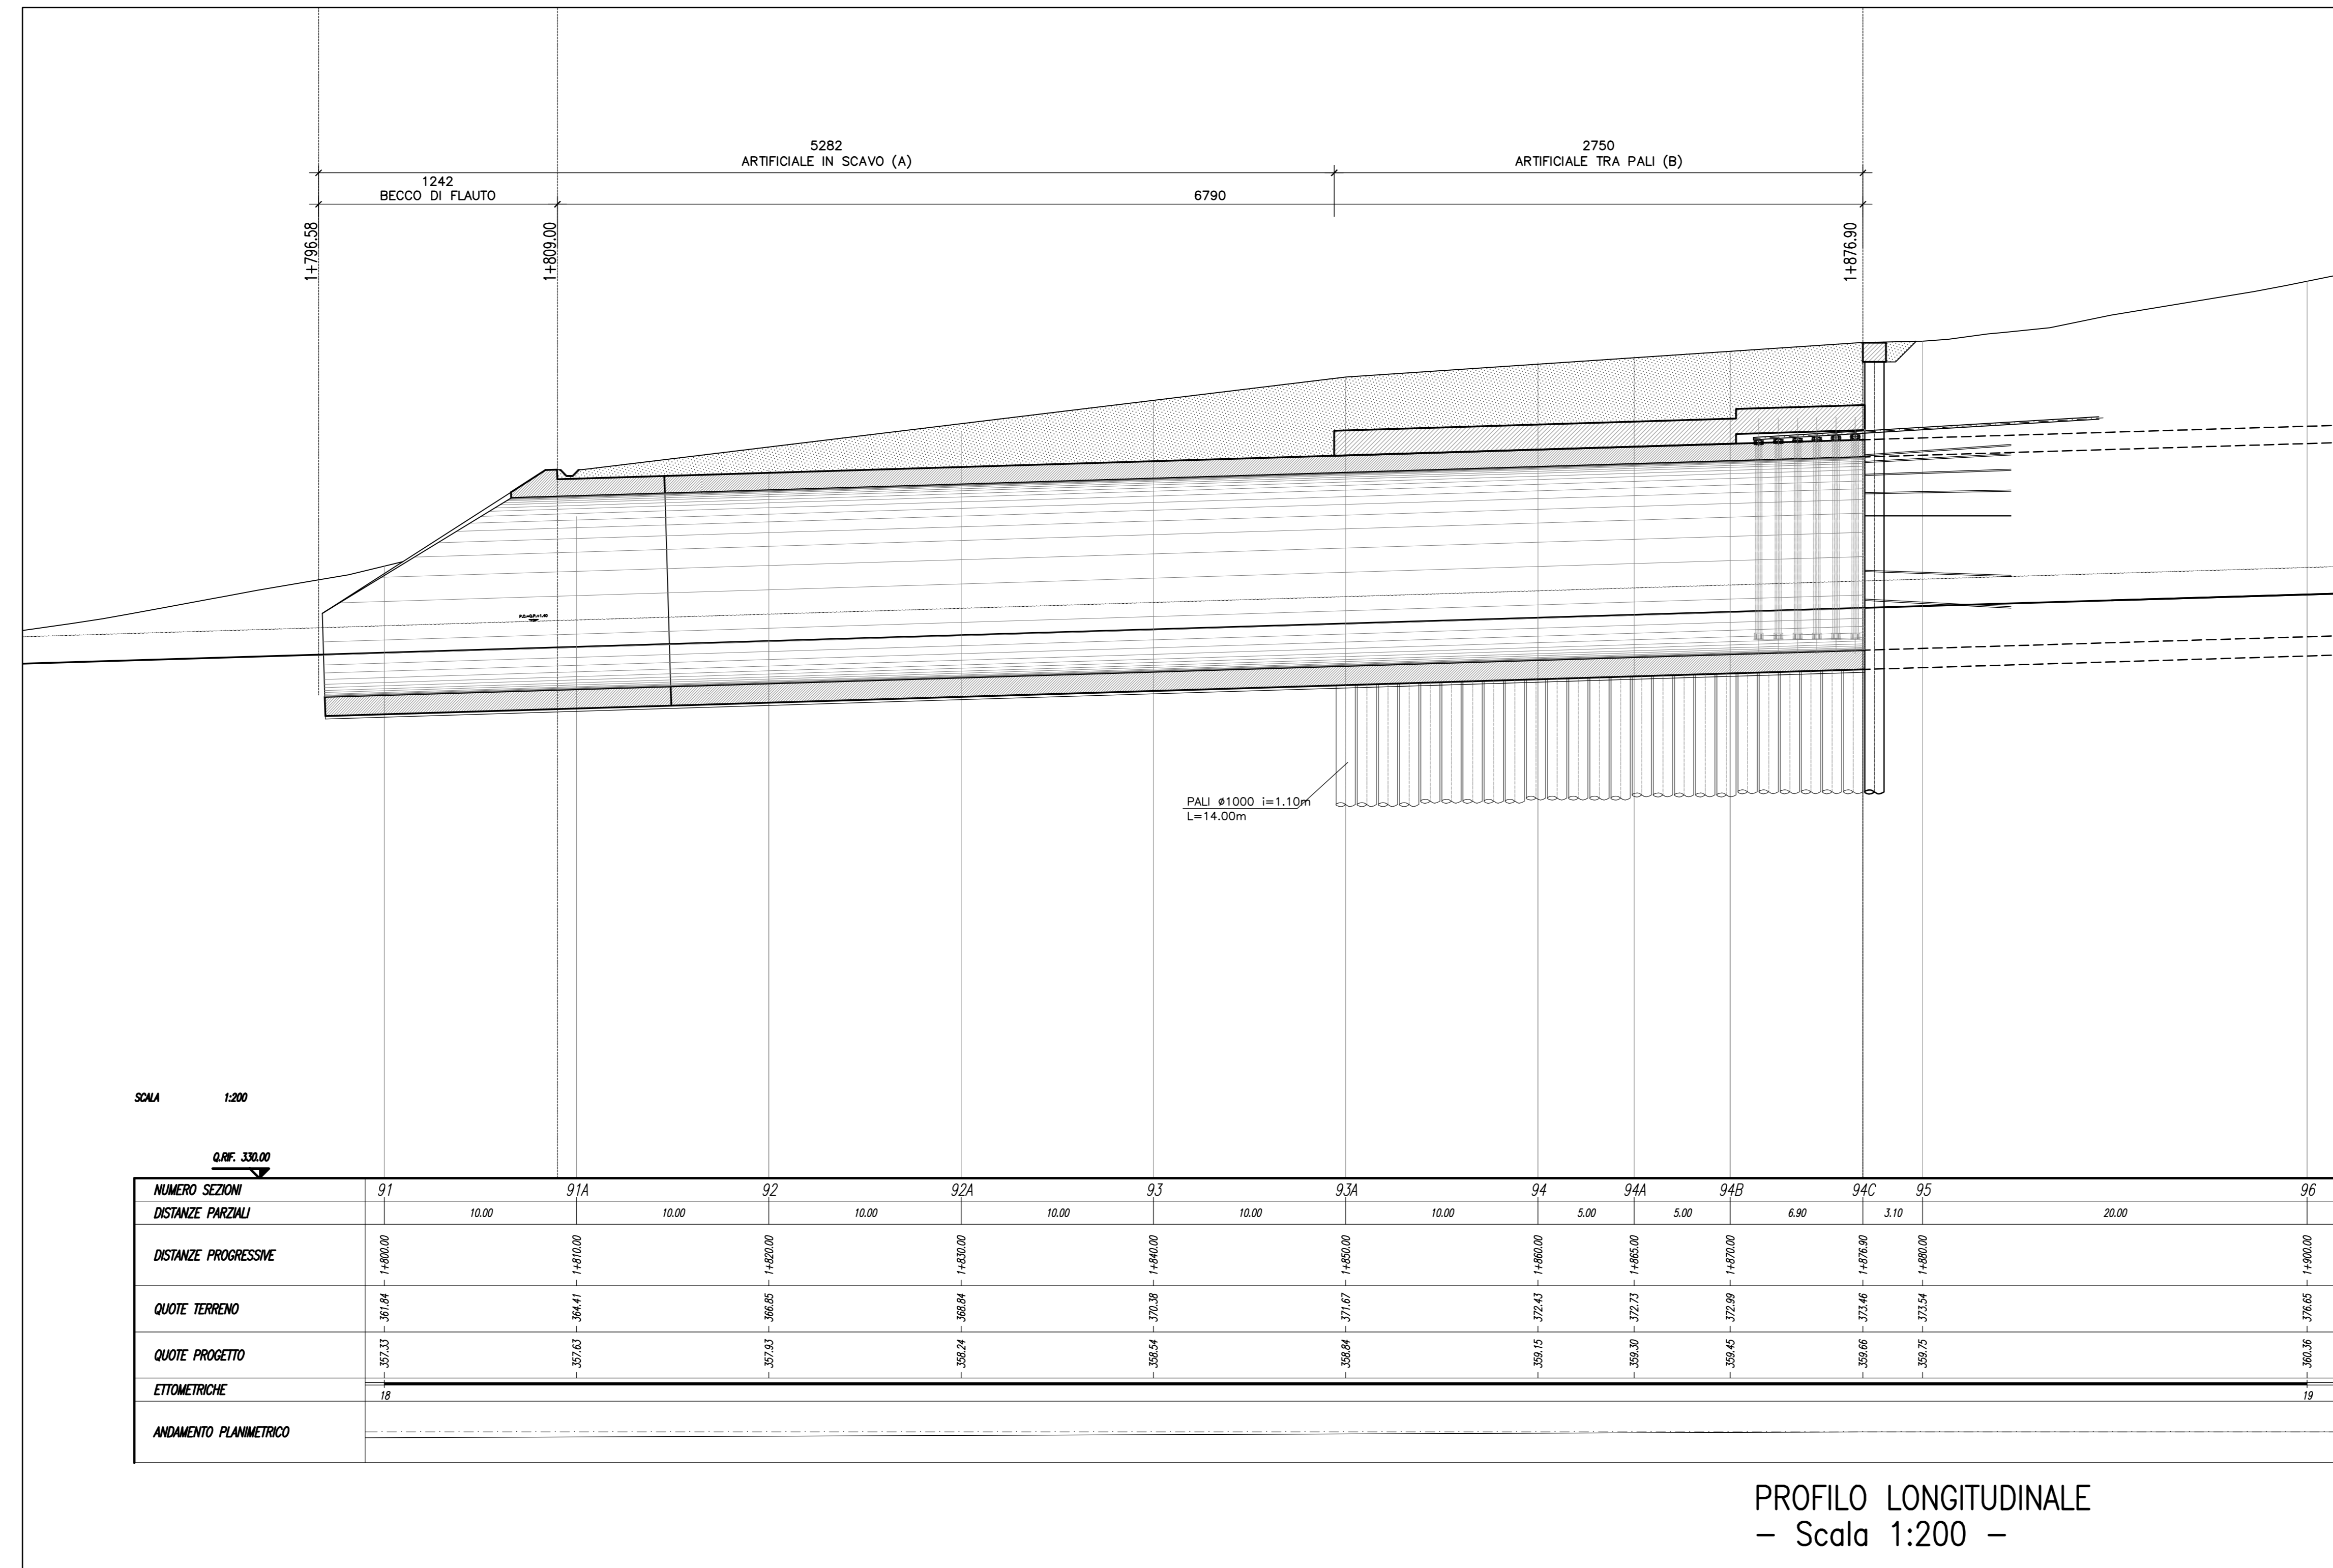 5282
ARTIFICIALE IN SCAVO (A)
2750
ARTIFICIALE TRA PALI (B)
1242
BECCO DI FLAUTO
6790
1+796.58
1+809.00
1+876.90
PALI ø1000 i=1.10m
L=14.00m
SCALA 1:200
Q.RIF. 330.00
NUMERO SEZIONI 91 91A 92 92A 93 93A 94 94A 94B 94C 95 96
DISTANZE PARZIALI 10.00 10.00 10.00 10.00 10.00 10.00 5.00 5.00 6.90 3.10 20.00
DISTANZE PROGRESSIVE 1+800.00 1+810.00 1+820.00 1+830.00 1+840.00 1+850.00 1+860.00 1+865.00 1+870.00 1+876.90 1+880.00 1+900.00
QUOTE TERRENO 361.84 364.41 366.85 368.84 370.38 371.67 372.43 372.73 372.99 373.46 373.54 376.65
QUOTE PROGETTO 357.33 357.63 357.93 358.24 358.54 358.84 359.15 359.30 359.45 359.66 359.75 360.36
ETTOMETRICHE 18 19
ANDAMENTO PLANIMETRICO
PROFILO LONGITUDINALE
– Scala 1:200 –